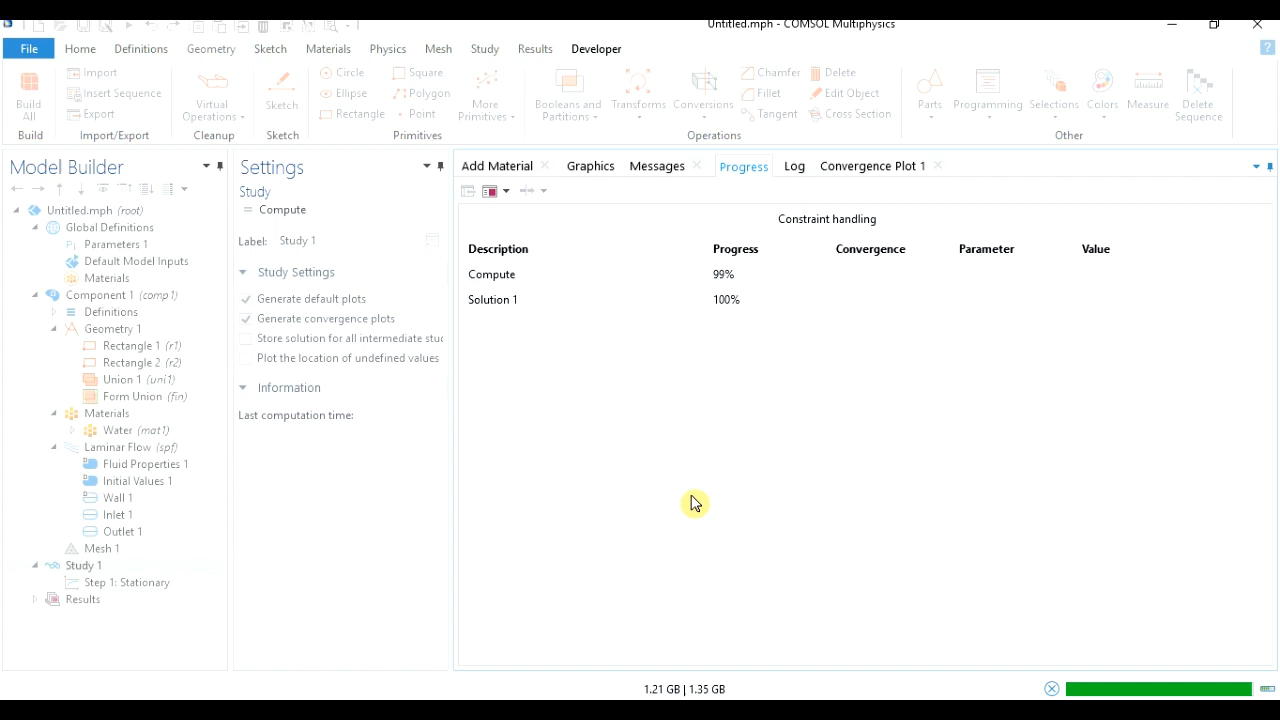 Untitled.mph - COMSOL Multiphysics
File Home Definitions Geometry Sketch Materials Physics Mesh Study Results Developer
Build All
Build
Import
Insert Sequence
Export
Import/Export
Virtual Operations
Cleanup
Sketch
Sketch
Circle
Ellipse
Rectangle
Square
Polygon
Point
More Primitives
Primitives
Booleans and Partitions
Transforms
Conversions
Chamfer
Fillet
Tangent
Delete
Edit Object
Cross Section
Operations
Parts
Programming
Selections
Colors
Measure
Delete Sequence
Other
Model Builder
Untitled.mph (root)
Global Definitions
Pi Parameters 1
Default Model Inputs
Materials
Component 1 (comp1)
Definitions
Geometry 1
Rectangle 1 (r1)
Rectangle 2 (r2)
Union 1 (uni1)
Form Union (fin)
Materials
Water (mat1)
Laminar Flow (spf)
Fluid Properties 1
Initial Values 1
Wall 1
Inlet 1
Outlet 1
Mesh 1
Study 1
Step 1: Stationary
Results
Settings
Study
= Compute
Label: Study 1
Study Settings
Generate default plots
Generate convergence plots
Store solution for all intermediate stu
Plot the location of undefined values
Information
Last computation time:
Add Material Graphics Messages Progress Log Convergence Plot 1
Constraint handling
Description Progress Convergence Parameter Value
Compute 99%
Solution 1 100%
1.21 GB | 1.35 GB